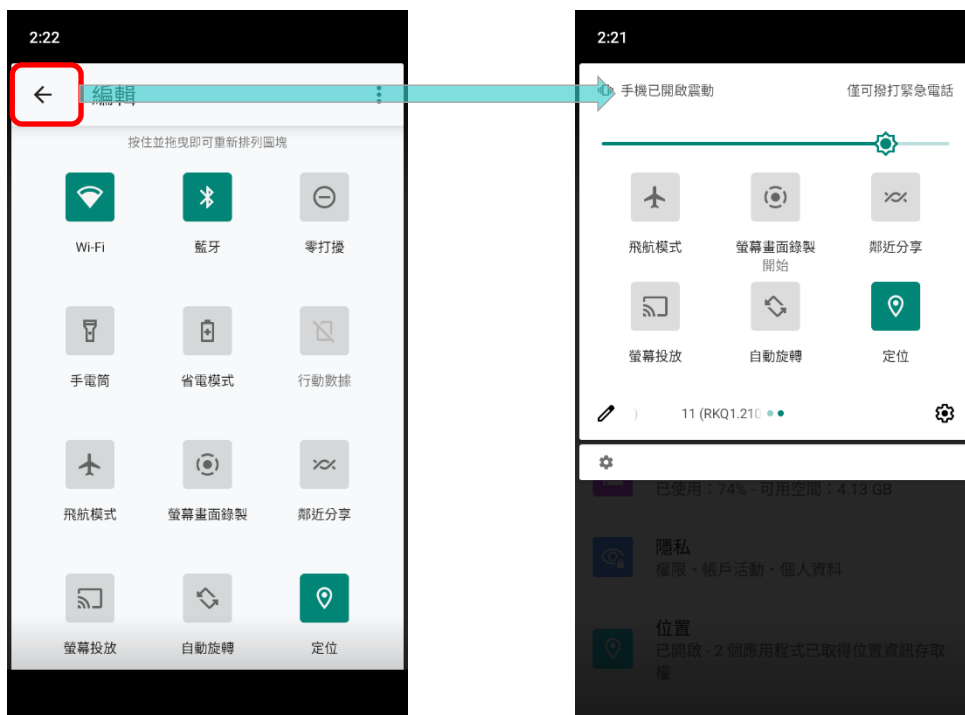 2:22
編輯
按住並拖曳即可重新排列圖塊
Wi-Fi
藍牙
零打擾
手電筒
省電模式
行動數據
飛航模式
螢幕畫面錄製
鄰近分享
螢幕投放
自動旋轉
定位
2:21
手機已開啟震動
僅可撥打緊急電話
飛航模式
螢幕畫面錄製
開始
鄰近分享
螢幕投放
自動旋轉
定位
) 11 (RKQ1.210
已使用：74% - 可用空間：4.13 GB
隱私
權限、帳戶活動、個人資料
位置
已開啟 - 2 個應用程式已取得位置資訊存取
權